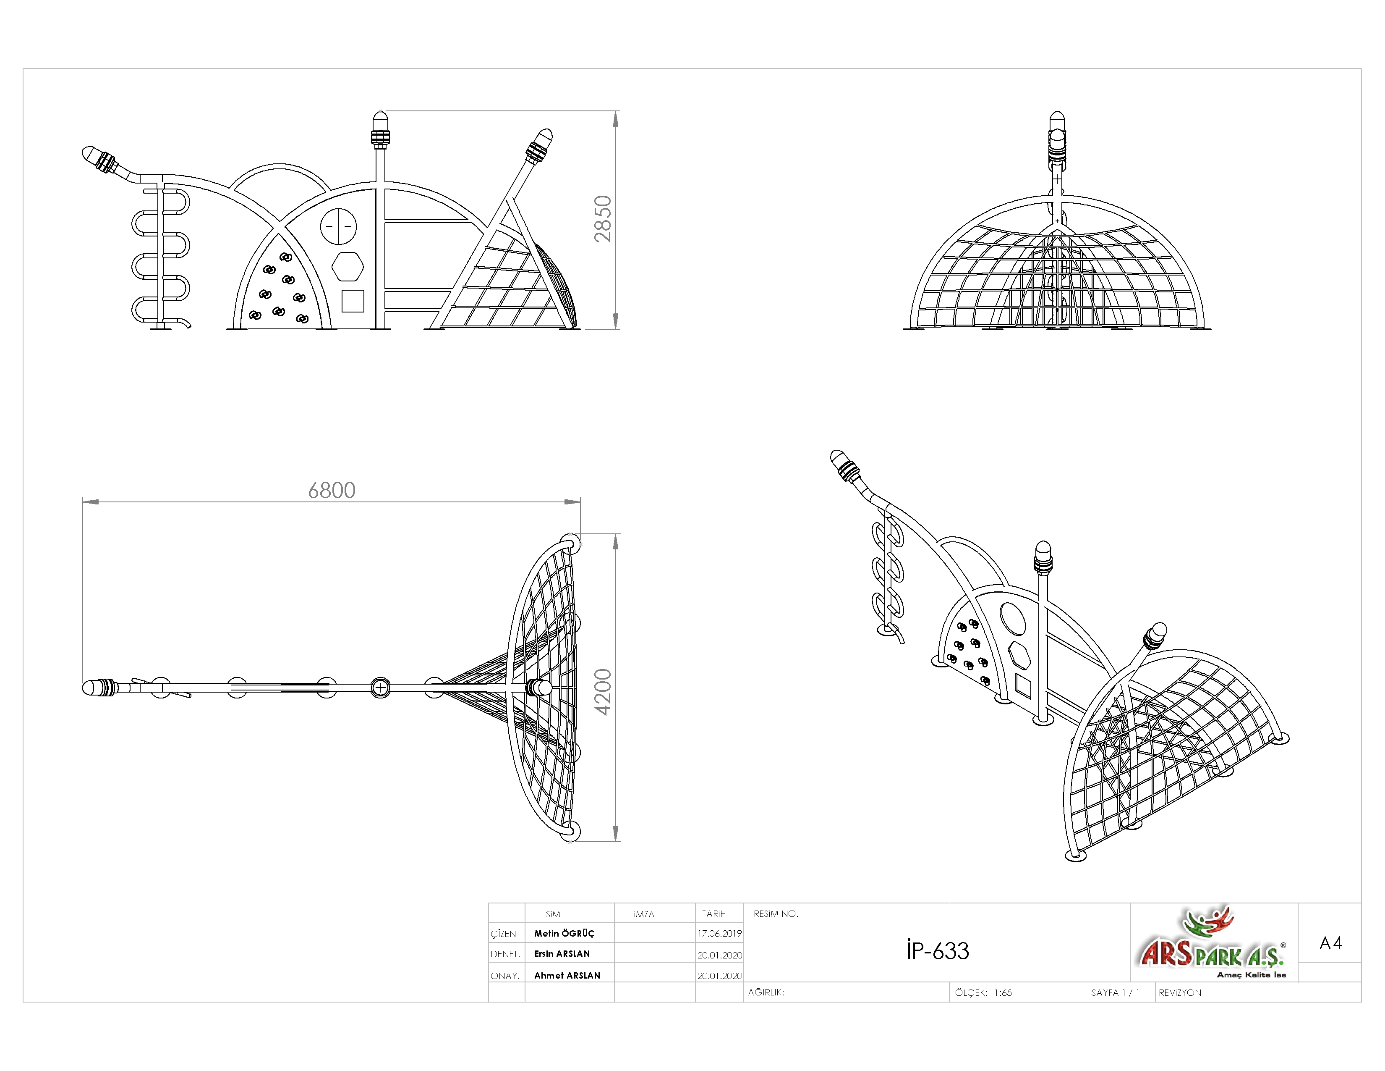 2850
6800
4200
İSİM
İMZA
TARİH
RESİM NO.
ÇİZEN
Metin ÖGRÜÇ
17.06.2019
DENET.
Ersin ARSLAN
20.01.2020
ONAY.
Ahmet ARSLAN
20.01.2020
İP-633
ARS PARK A.Ş.®
Amaç Kalite İse
A4
AĞIRLIK:
ÖLÇEK: 1:65
SAYFA 1 / 1
REVİZYON